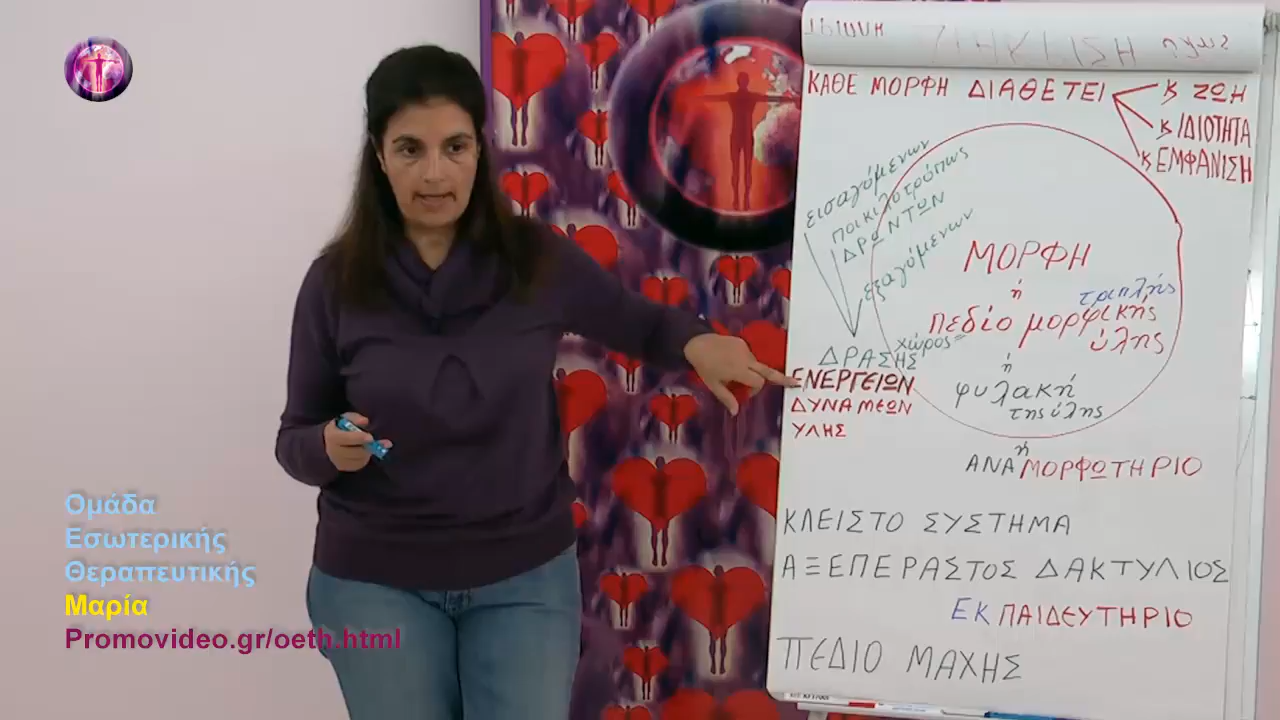 ΚΑΘΕ ΜΟΡΦΗ ΔΙΑΘΕΤΕΙ
Κ ΖΩΗ
Κ ΙΔΙΟΤΗΤΑ
Κ ΕΜΦΑΝΙΣΗ
εισαγόμενων
ποικιλοτρόπως
ΔΡΩΝΤΩΝ
εξαγόμενων
ΜΟΡΦΗ
ή
τριπλής
πεδίο μορφικής
ύλης
χώρος =
ΔΡΑΣΗΣ
ή
ΕΝΕΡΓΕΙΩΝ
φυλακή
ΔΥΝΑΜΕΩΝ
της ύλης
ΥΛΗΣ
ή
ΑΝΑΜΟΡΦΩΤΗΡΙΟ
ΚΛΕΙΣΤΟ ΣΥΣΤΗΜΑ
ΑΞΕΠΕΡΑΣΤΟΣ ΔΑΚΤΥΛΙΟΣ
ΕΚΠΑΙΔΕΥΤΗΡΙΟ
ΠΕΔΙΟ ΜΑΧΗΣ
Ομάδα
Εσωτερικής
Θεραπευτικής
Μαρία
Promovideo.gr/oeth.html